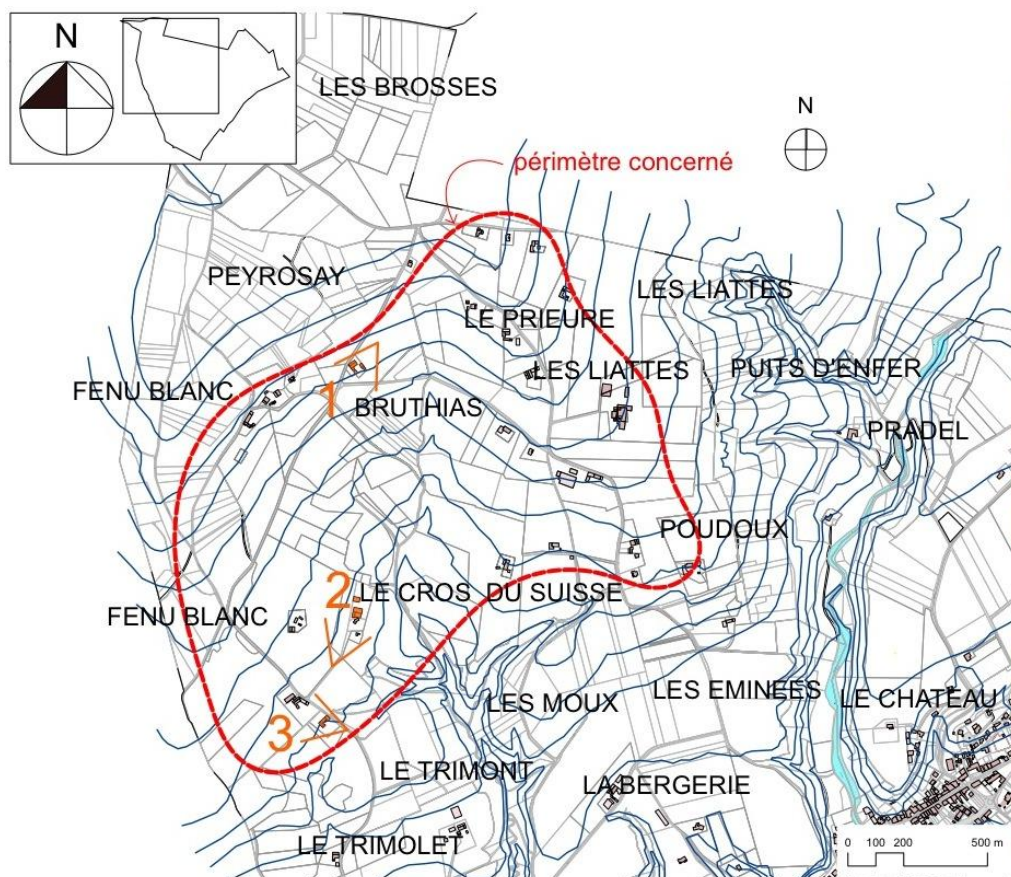 N
LES BROSSES
N
périmètre concerné
PEYROSAY
LES LIATTES
LE PRIEURE
PUITS D'ENFER
FENU BLANC
LES LIATTES
1
BRUTHIAS
PRADEL
POUDOUX
2
LE CROS DU SUISSE
FENU BLANC
LES EMINEES
LE CHATEAU
LES MOUX
3
LE TRIMONT
LA BERGERIE
LE TRIMOLET
0 100 200 500 m